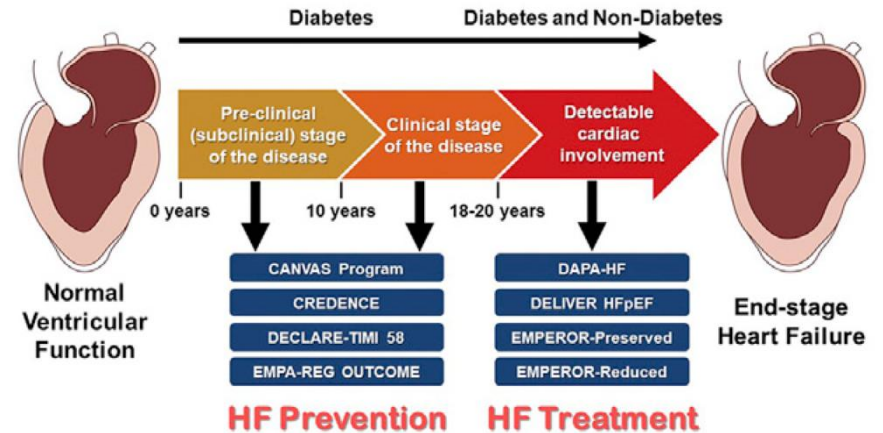 Diabetes
Diabetes and Non-Diabetes
Pre-clinical
(subclinical) stage
of the disease
Clinical stage
of the disease
Detectable
cardiac
involvement
0 years
10 years
18-20 years
Normal
Ventricular
Function
CANVAS Program
CREDENCE
DECLARE-TIMI 58
EMPA-REG OUTCOME
HF Prevention
DAPA-HF
DELIVER HFpEF
EMPEROR-Preserved
EMPEROR-Reduced
HF Treatment
End-stage
Heart Failure